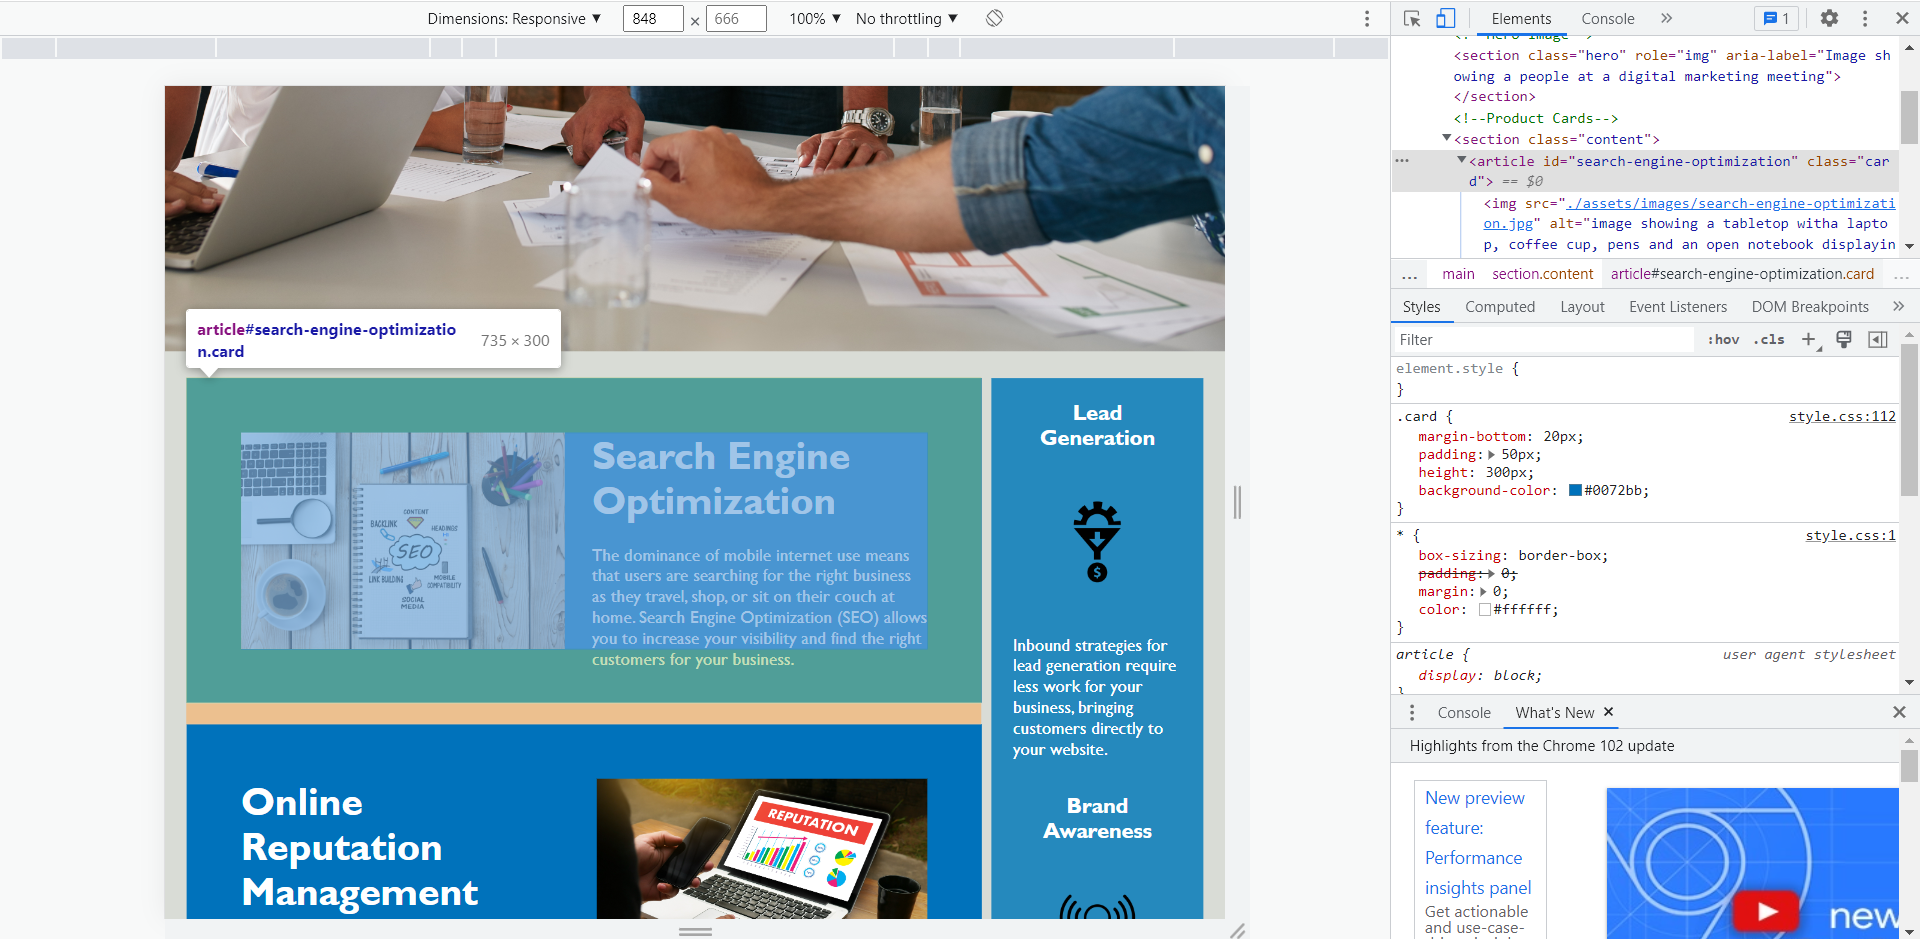 Dimensions: Responsive ▼ 848 × 666 100% ▼ No throttling ▼
Elements Console » 1
<section class="hero" role="img" aria-label="Image sh
owing a people at a digital marketing meeting">
</section>
<!--Product Cards-->
▼<section class="content">
… ▼<article id="search-engine-optimization" class="car
d"> == $0
<img src="./assets/images/search-engine-optimizati
on.jpg" alt="image showing a tabletop witha lapto
p, coffee cup, pens and an open notebook displayin
… main section.content article#search-engine-optimization.card …
Styles Computed Layout Event Listeners DOM Breakpoints »
Filter :hov .cls +
element.style {
}
.card { style.css:112
margin-bottom: 20px;
padding:▶ 50px;
height: 300px;
background-color: #0072bb;
}
* { style.css:1
box-sizing: border-box;
padding:▶ 0;
margin:▶ 0;
color: #ffffff;
}
article { user agent stylesheet
display: block;
}
Console What's New ×
Highlights from the Chrome 102 update
New preview
feature:
Performance
insights panel
Get actionable
and use-case-
new
article#search-engine-optimizatio
n.card
735 × 300
Search Engine
Optimization
The dominance of mobile internet use means
that users are searching for the right business
as they travel, shop, or sit on their couch at
home. Search Engine Optimization (SEO) allows
you to increase your visibility and find the right
customers for your business.
CONTENT
BACKLINK
HEADINGS
SEO
LINK BUILDING
MOBILE
COMPATIBILITY
SOCIAL
MEDIA
Lead
Generation
$
Inbound strategies for
lead generation require
less work for your
business, bringing
customers directly to
your website.
Brand
Awareness
Online
Reputation
Management
REPUTATION